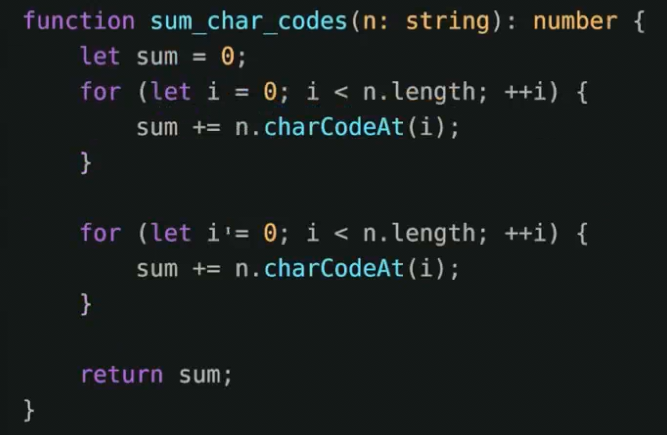 function sum_char_codes(n: string): number {
    let sum = 0;
    for (let i = 0; i < n.length; ++i) {
        sum += n.charCodeAt(i);
    }

    for (let i = 0; i < n.length; ++i) {
        sum += n.charCodeAt(i);
    }

    return sum;
}